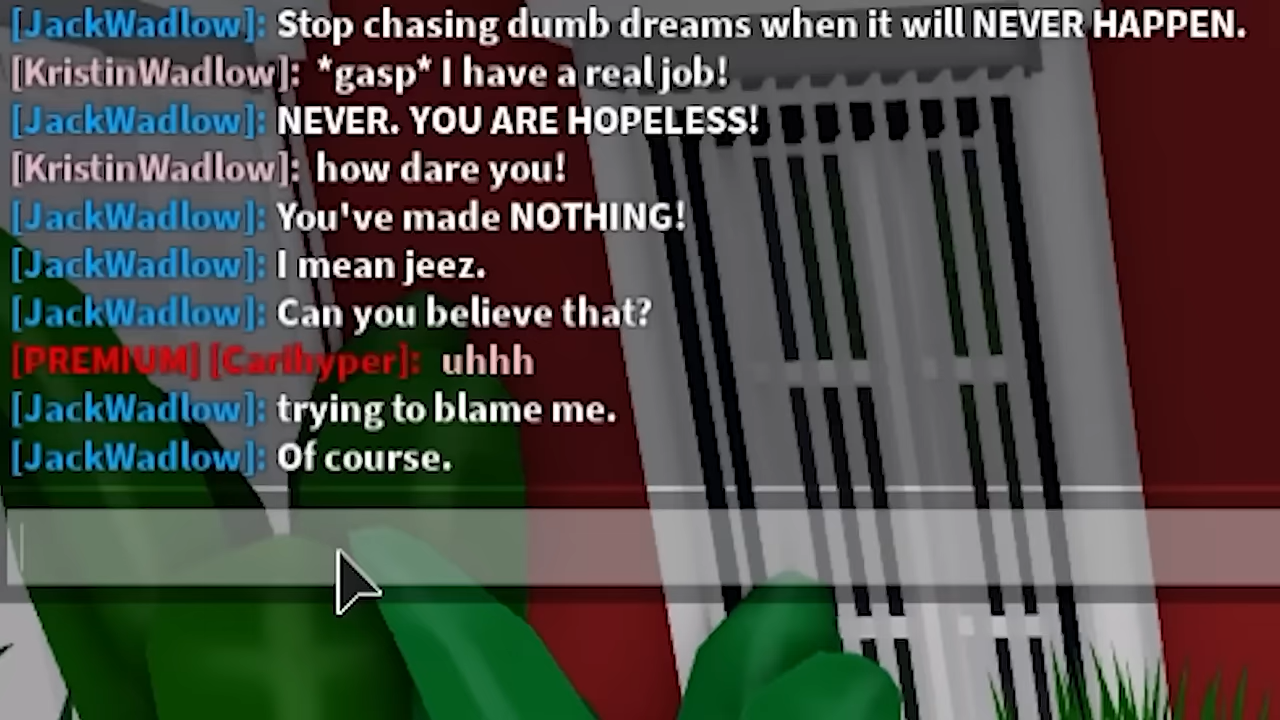 [JackWadlow]: Stop chasing dumb dreams when it will NEVER HAPPEN.
[KristinWadlow]: *gasp* I have a real job!
[JackWadlow]: NEVER. YOU ARE HOPELESS!
[KristinWadlow]: how dare you!
[JackWadlow]: You've made NOTHING!
[JackWadlow]: I mean jeez.
[JackWadlow]: Can you believe that?
[PREMIUM] [Carlhyper]: uhhh
[JackWadlow]: trying to blame me.
[JackWadlow]: Of course.